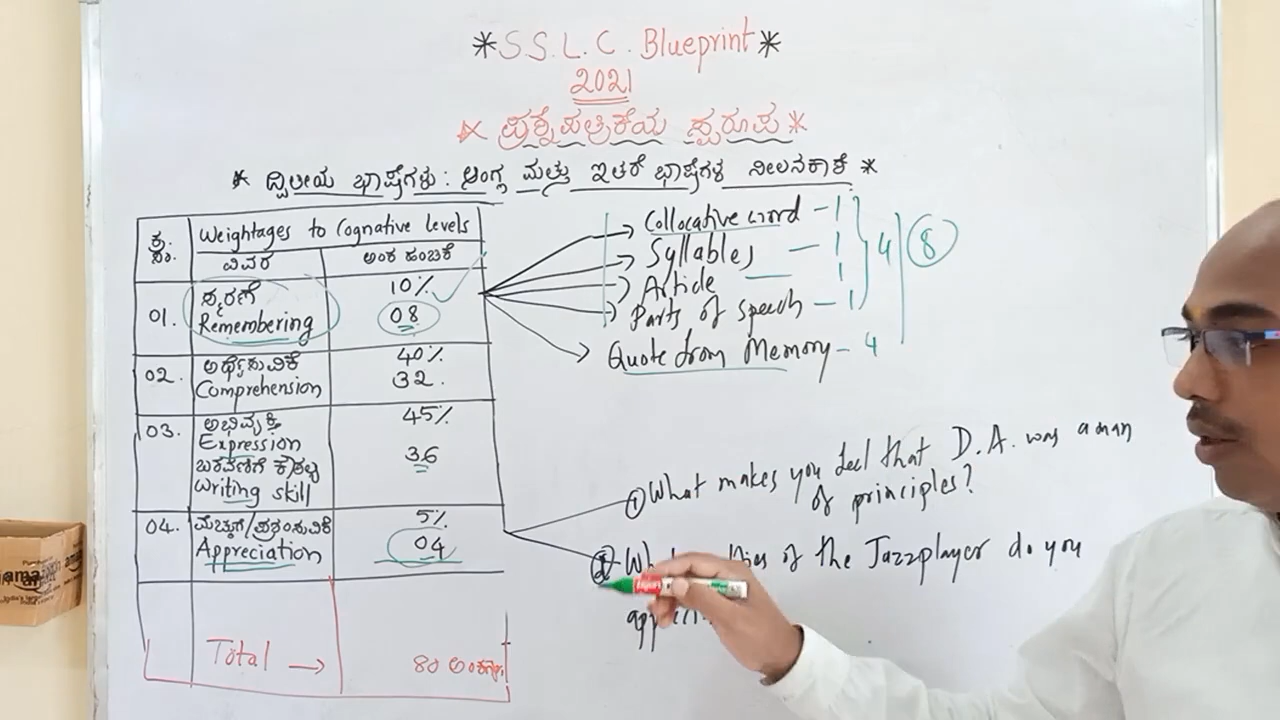 *S.S.L.C. Blueprint*
2021
* ಪ್ರಶ್ನೆಪತ್ರಿಕೆಯ ಸ್ವರೂಪ *
* ದ್ವಿತೀಯ ಭಾಷೆಗಳು : ಆಂಗ್ಲ ಮತ್ತು ಇತರೆ ಭಾಷೆಗಳ ನೀಲನಕಾಶೆ *
ಕ್ರ. ಸಂ. Weightages to Cognative levels
ವಿವರ ಅಂಕ ಹಂಚಿಕೆ
01. ಸ್ಮರಣೆ 10%
Remembering 08
02. ಅರ್ಥೈಸುವಿಕೆ 40%
Comprehension 32.
03. ಅಭಿವ್ಯಕ್ತಿ 45%
Expression
ಬರವಣಿಗೆ ಕೌಶಲ್ಯ 36
Writing skill
04. ಮೆಚ್ಚುಗೆ/ಪ್ರಶಂಸುವಿಕೆ 5%
Appreciation 04
Total → 80 ಅಂಕಗಳು
Collocative word - 1
Syllables - 1
Article 1
Parts of speech - 1
4 8
Quote from Memory - 4
① What makes you feel that D.A. was a man
of principles?
② of the Jazzplayer do you